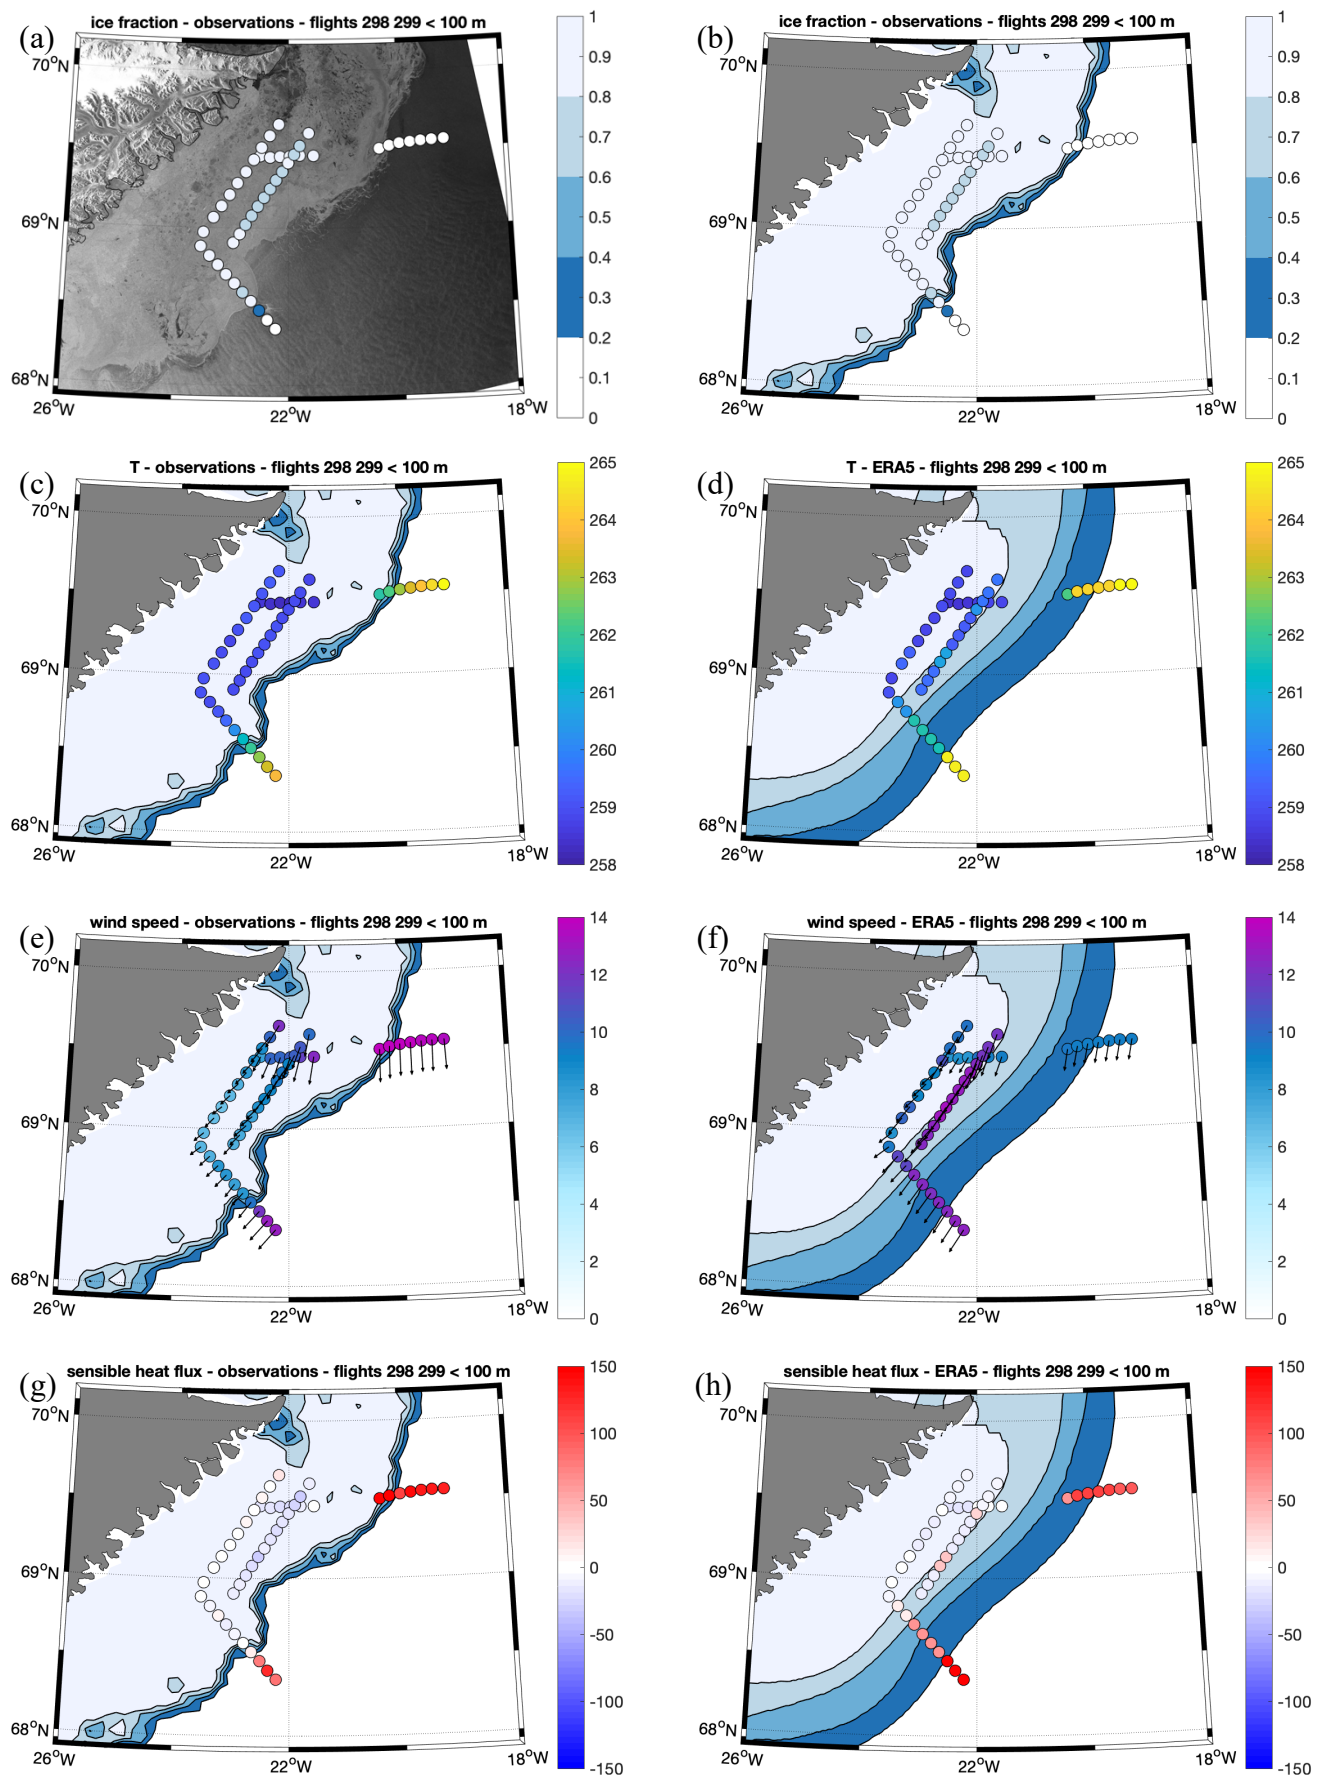 (a)
ice fraction - observations - flights 298 299 < 100 m
70°N
69°N
68°N
26°W
22°W
18°W
1
0.9
0.8
0.7
0.6
0.5
0.4
0.3
0.2
0.1
0
(b)
ice fraction - observations - flights 298 299 < 100 m
70°N
69°N
68°N
26°W
22°W
18°W
1
0.9
0.8
0.7
0.6
0.5
0.4
0.3
0.2
0.1
0
(c)
T - observations - flights 298 299 < 100 m
70°N
69°N
68°N
26°W
22°W
18°W
265
264
263
262
261
260
259
258
(d)
T - ERA5 - flights 298 299 < 100 m
70°N
69°N
68°N
26°W
22°W
18°W
265
264
263
262
261
260
259
258
(e)
wind speed - observations - flights 298 299 < 100 m
70°N
69°N
68°N
26°W
22°W
18°W
14
12
10
8
6
4
2
0
(f)
wind speed - ERA5 - flights 298 299 < 100 m
70°N
69°N
68°N
26°W
22°W
18°W
14
12
10
8
6
4
2
0
(g)
sensible heat flux - observations - flights 298 299 < 100 m
70°N
69°N
68°N
26°W
22°W
18°W
150
100
50
0
-50
-100
-150
(h)
sensible heat flux - ERA5 - flights 298 299 < 100 m
70°N
69°N
68°N
26°W
22°W
18°W
150
100
50
0
-50
-100
-150